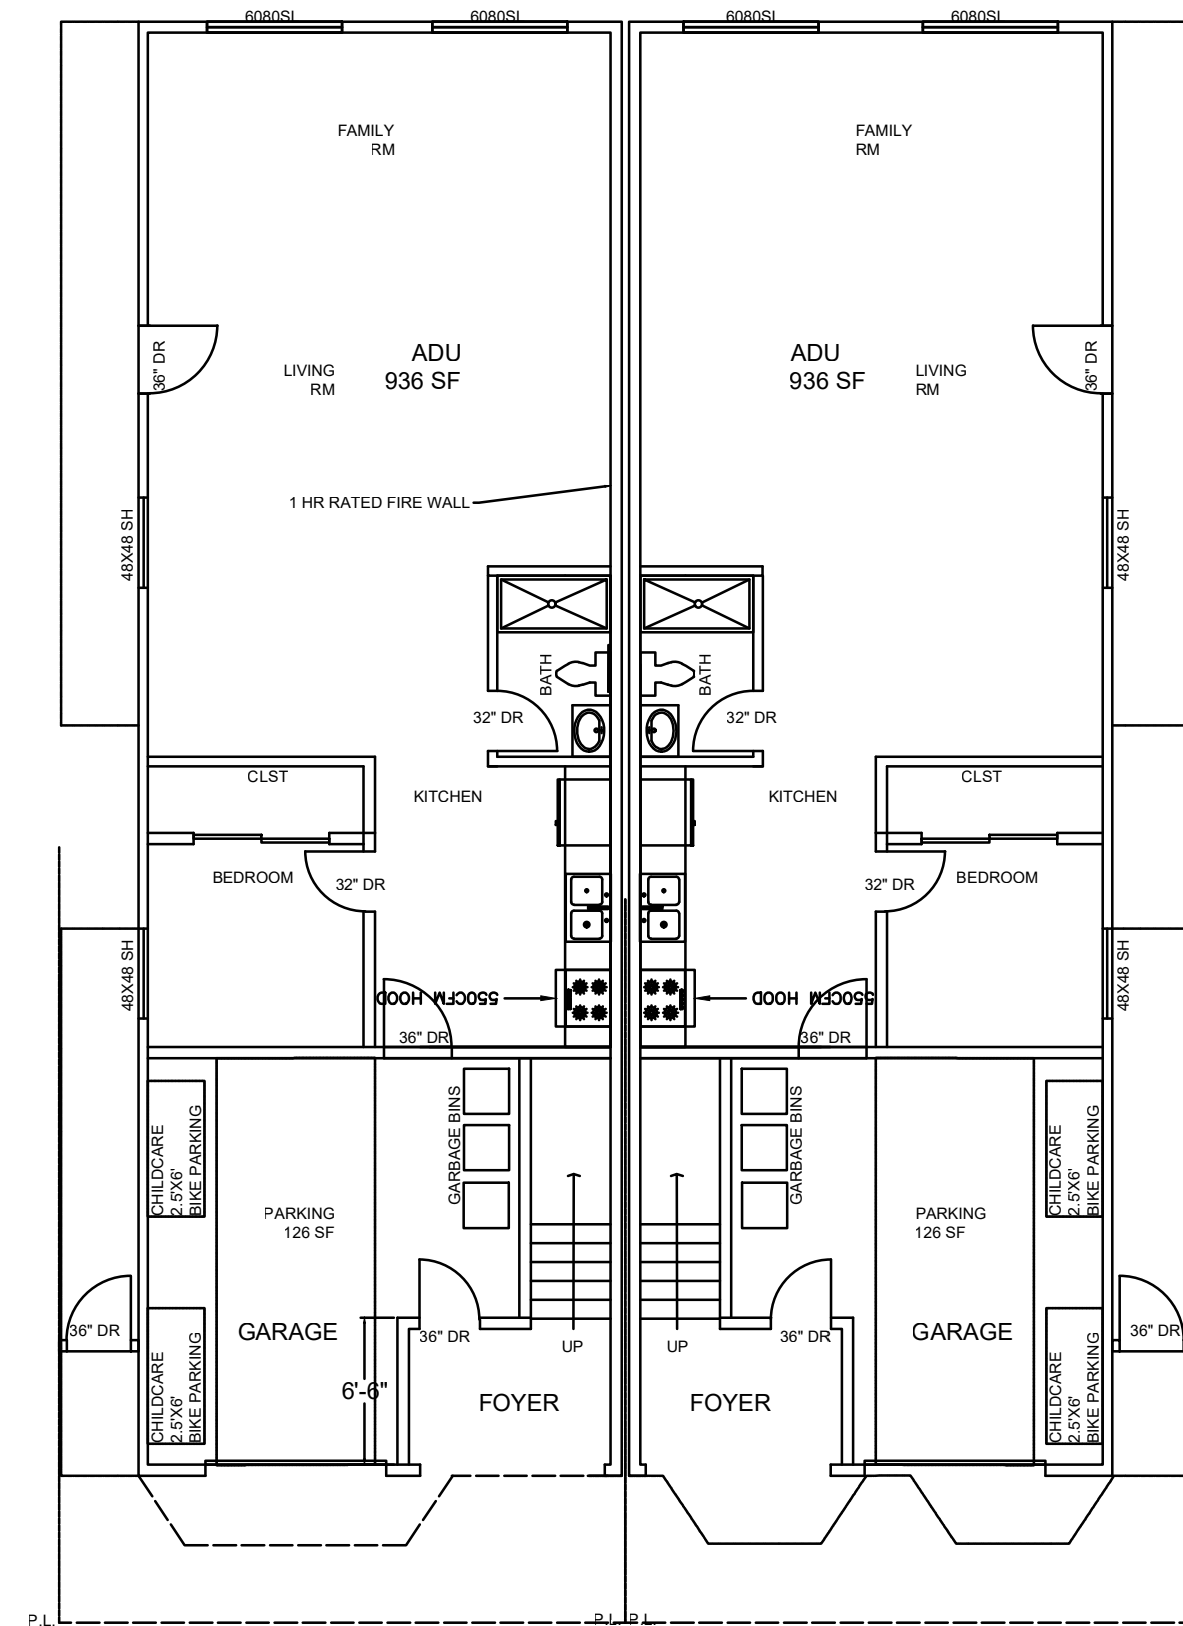 6080SL
6080SL
6080SL
6080SL
FAMILY
RM
FAMILY
RM
36" DR
LIVING
RM
ADU
936 SF
ADU
936 SF
LIVING
RM
36" DR
1 HR RATED FIRE WALL
48X48 SH
48X48 SH
BATH
BATH
32" DR
32" DR
CLST
KITCHEN
KITCHEN
CLST
BEDROOM
32" DR
32" DR
BEDROOM
48X48 SH
550CFM HOOD
550CFM HOOD
48X48 SH
36" DR
36" DR
CHILDCARE
2.5'X6'
BIKE PARKING
GARBAGE BINS
GARBAGE BINS
CHILDCARE
2.5'X6'
BIKE PARKING
PARKING
126 SF
PARKING
126 SF
36" DR
GARAGE
36" DR
UP
UP
36" DR
GARAGE
36" DR
CHILDCARE
2.5'X6'
BIKE PARKING
6'-6"
FOYER
FOYER
CHILDCARE
2.5'X6'
BIKE PARKING
P.L.
P.L.
P.L.